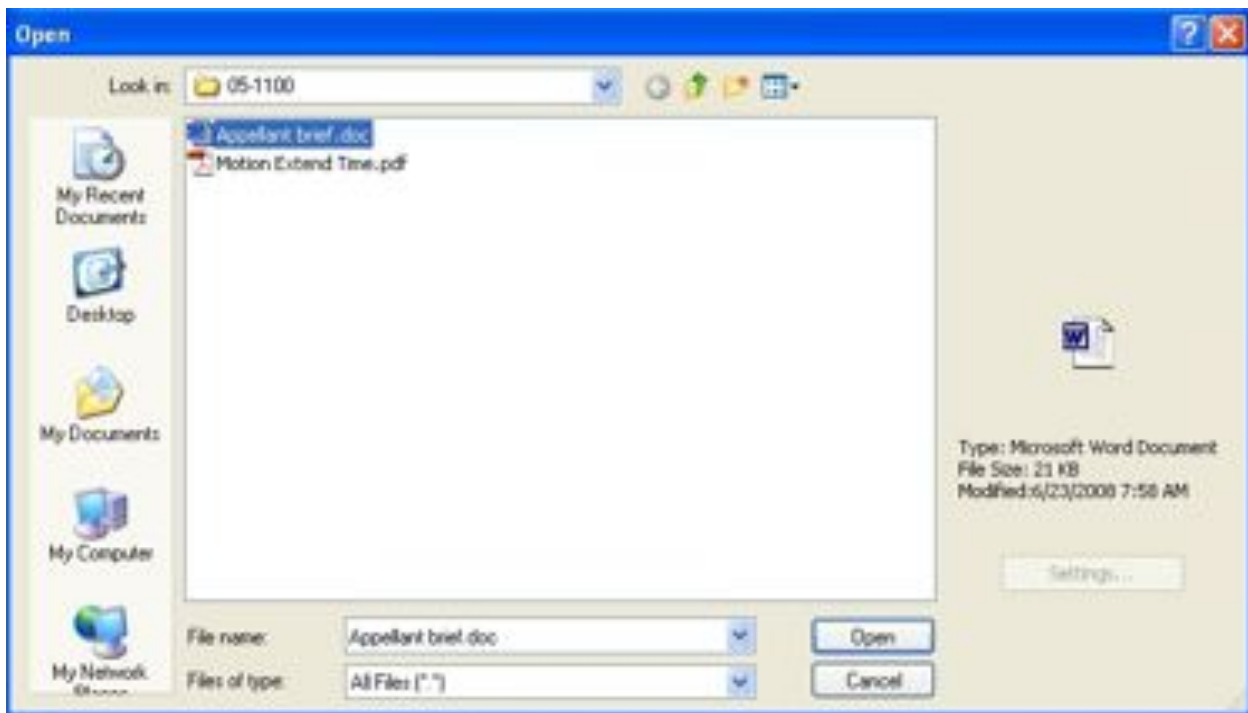 Open
Look in:
05-1100
Appellant brief.doc
Motion Extend Time.pdf
My Recent
Documents
Desktop
My Documents
My Computer
My Network
Type: Microsoft Word Document
File Size: 21 KB
Modified:6/23/2008 7:58 AM
Settings...
File name:
Appellant brief.doc
Open
Files of type:
All Files (*.*)
Cancel